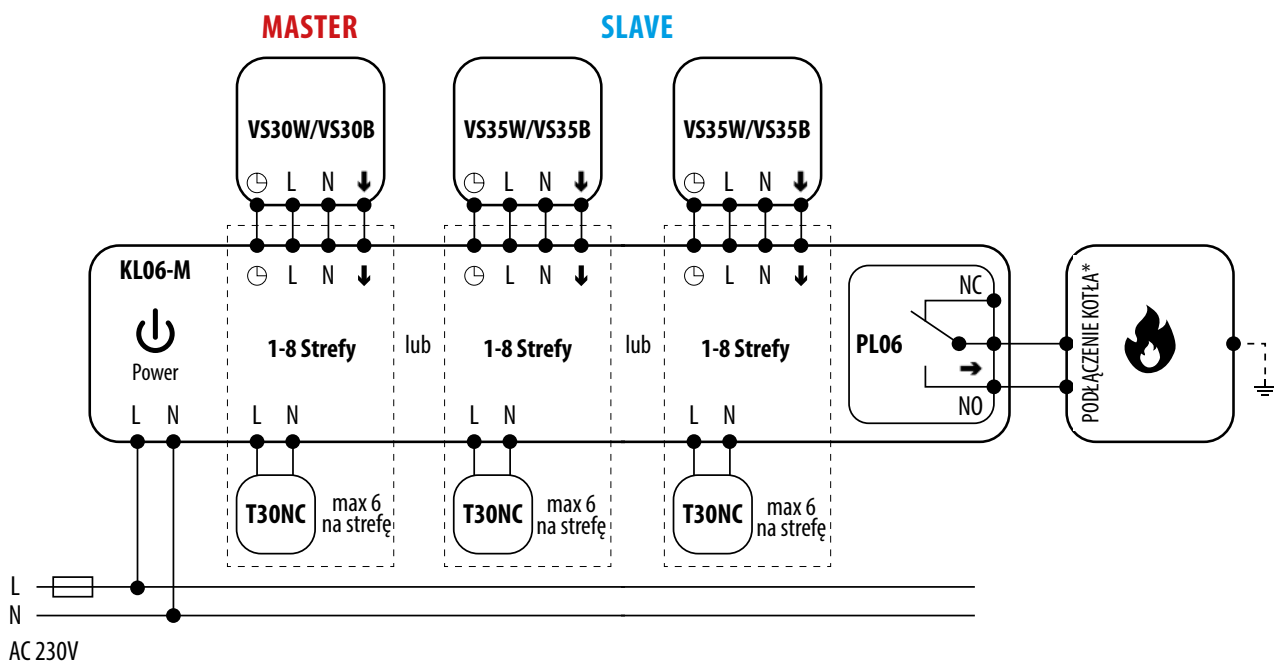 MASTER SLAVE
VS30W/VS30B VS35W/VS35B VS35W/VS35B
L N L N L N
KL06-M L N L N L N
NC
PODŁĄCZENIE KOTŁA*
1-8 Strefy lub 1-8 Strefy lub 1-8 Strefy PL06
Power
NO
L N L N L N L N
T30NC max 6 na strefę T30NC max 6 na strefę T30NC max 6 na strefę
L
N
AC 230V